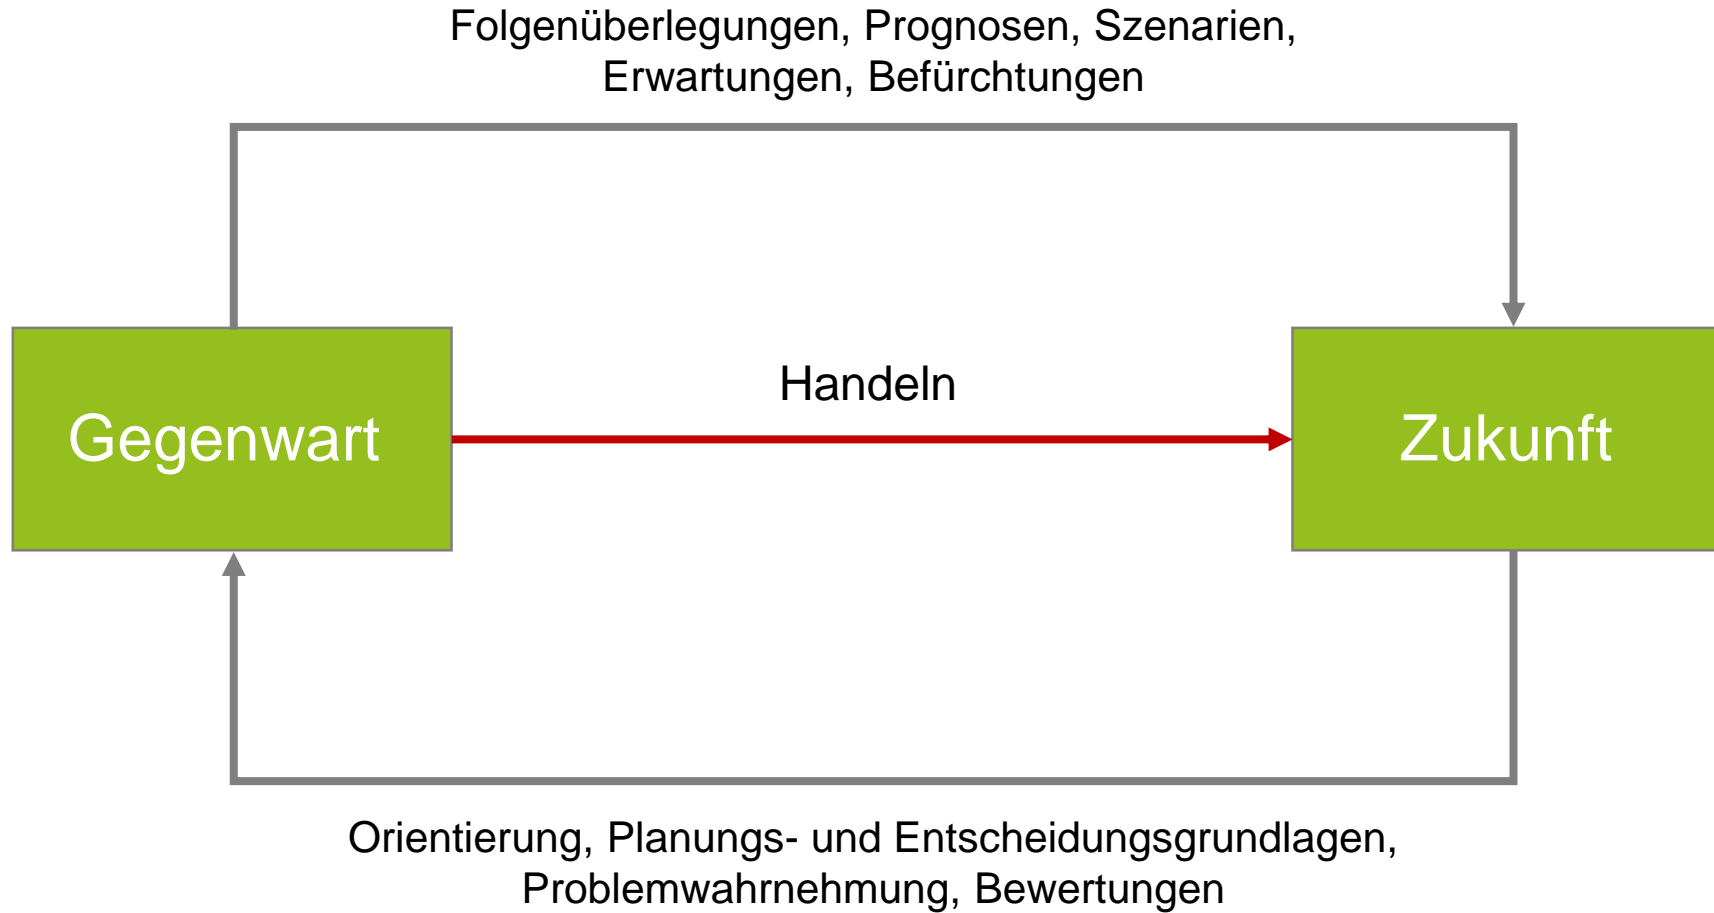 Folgenüberlegungen, Prognosen, Szenarien,
Erwartungen, Befürchtungen
Handeln
Gegenwart
Zukunft
Orientierung, Planungs- und Entscheidungsgrundlagen,
Problemwahrnehmung, Bewertungen